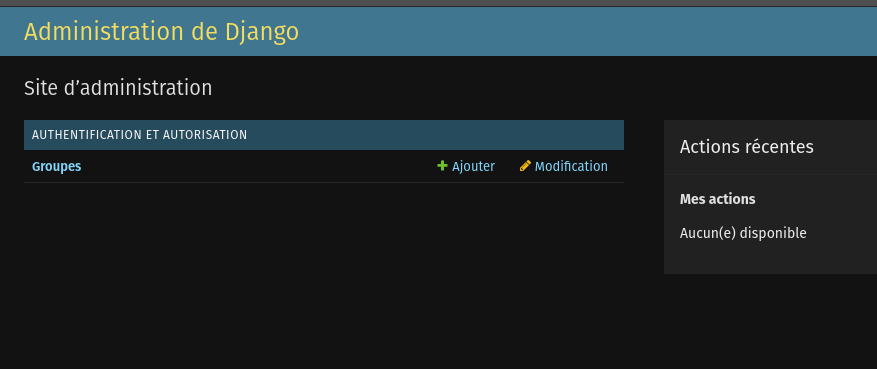 Administration de Django
Site d’administration
AUTHENTIFICATION ET AUTORISATION
Groupes
Ajouter
Modification
Actions récentes
Mes actions
Aucun(e) disponible